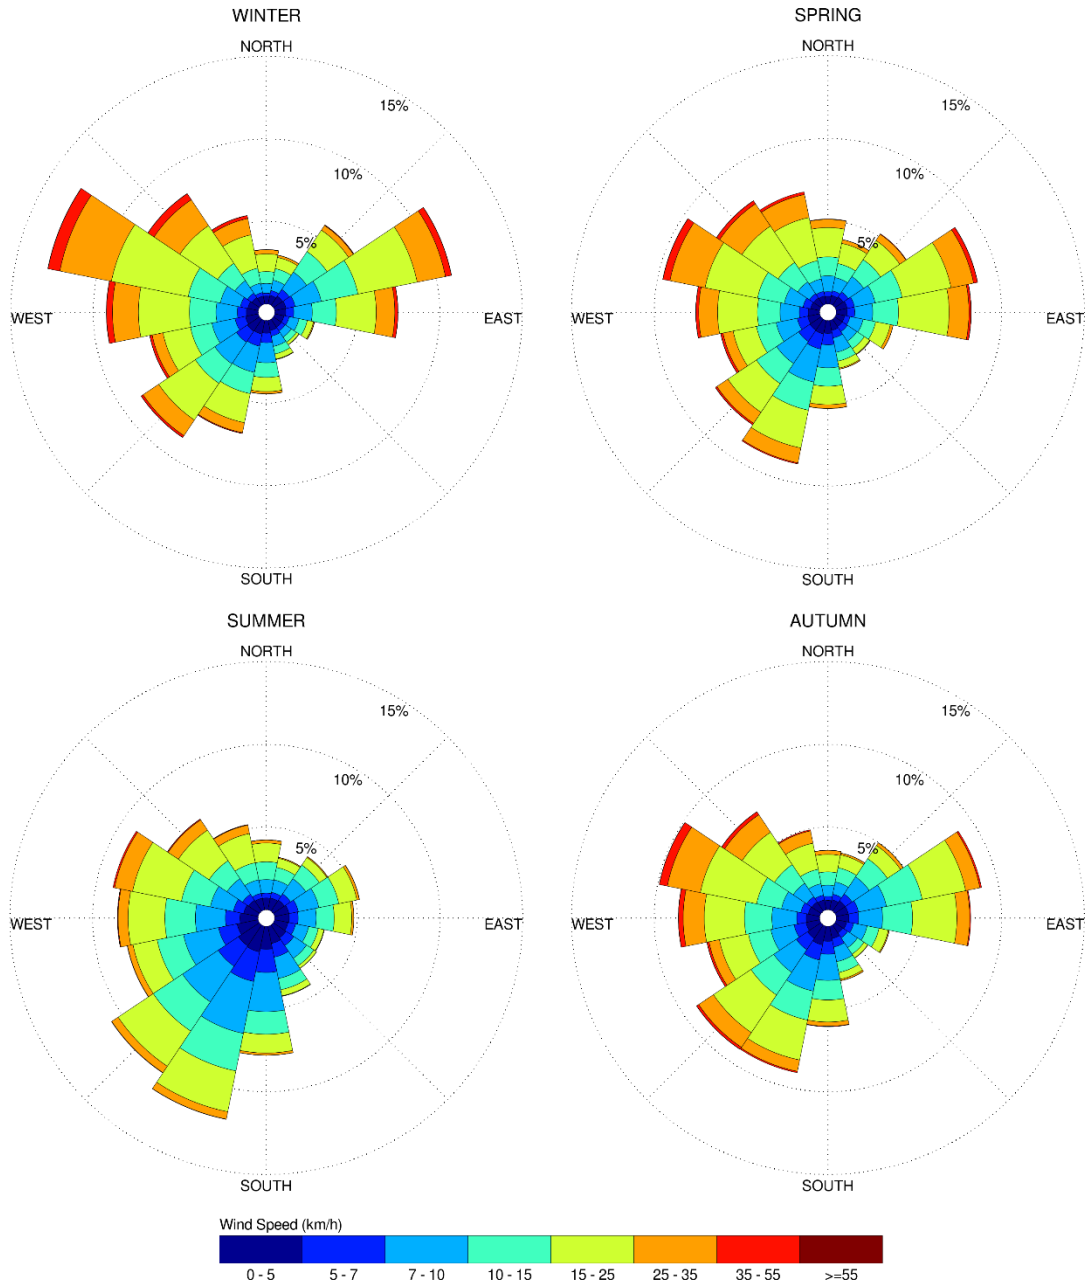 WINTER
NORTH
15%
10%
5%
WEST
EAST
SOUTH
SPRING
NORTH
15%
10%
5%
WEST
EAST
SOUTH
SUMMER
NORTH
15%
10%
5%
WEST
EAST
SOUTH
AUTUMN
NORTH
15%
10%
5%
WEST
EAST
SOUTH
Wind Speed (km/h)
0 - 5 5 - 7 7 - 10 10 - 15 15 - 25 25 - 35 35 - 55 >=55